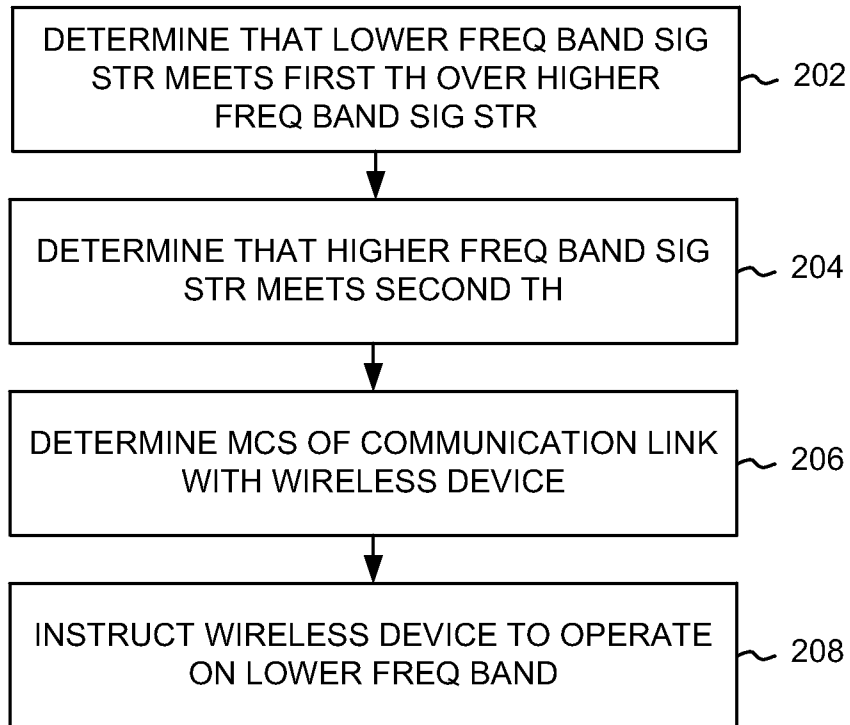 DETERMINE THAT LOWER FREQ BAND SIG
STR MEETS FIRST TH OVER HIGHER
FREQ BAND SIG STR
202
DETERMINE THAT HIGHER FREQ BAND SIG
STR MEETS SECOND TH
204
DETERMINE MCS OF COMMUNICATION LINK
WITH WIRELESS DEVICE
206
INSTRUCT WIRELESS DEVICE TO OPERATE
ON LOWER FREQ BAND
208